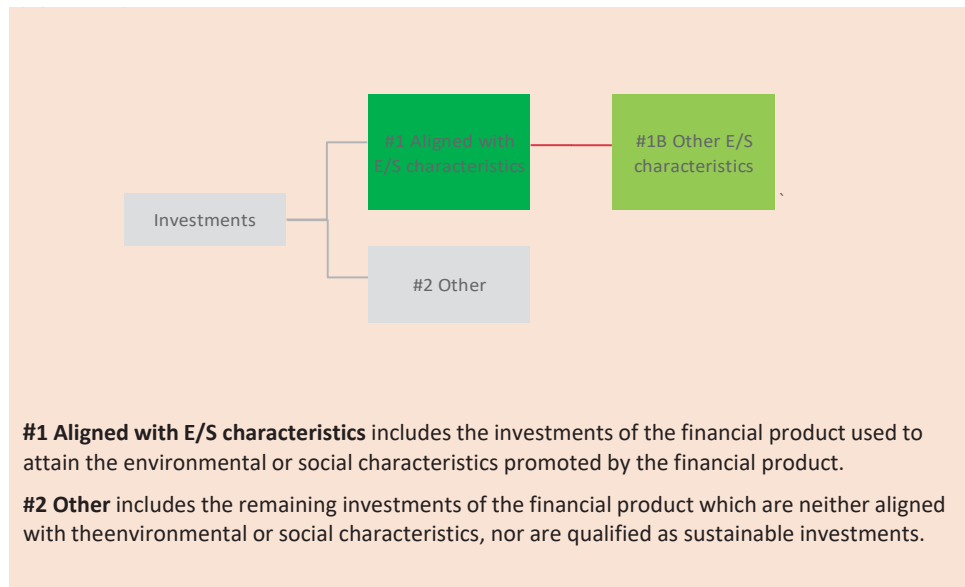 #1 Aligned with
E/S characteristics
#1B Other E/S
characteristics
`
Investments
#2 Other
#1 Aligned with E/S characteristics includes the investments of the financial product used to
attain the environmental or social characteristics promoted by the financial product.
#2 Other includes the remaining investments of the financial product which are neither aligned
with theenvironmental or social characteristics, nor are qualified as sustainable investments.